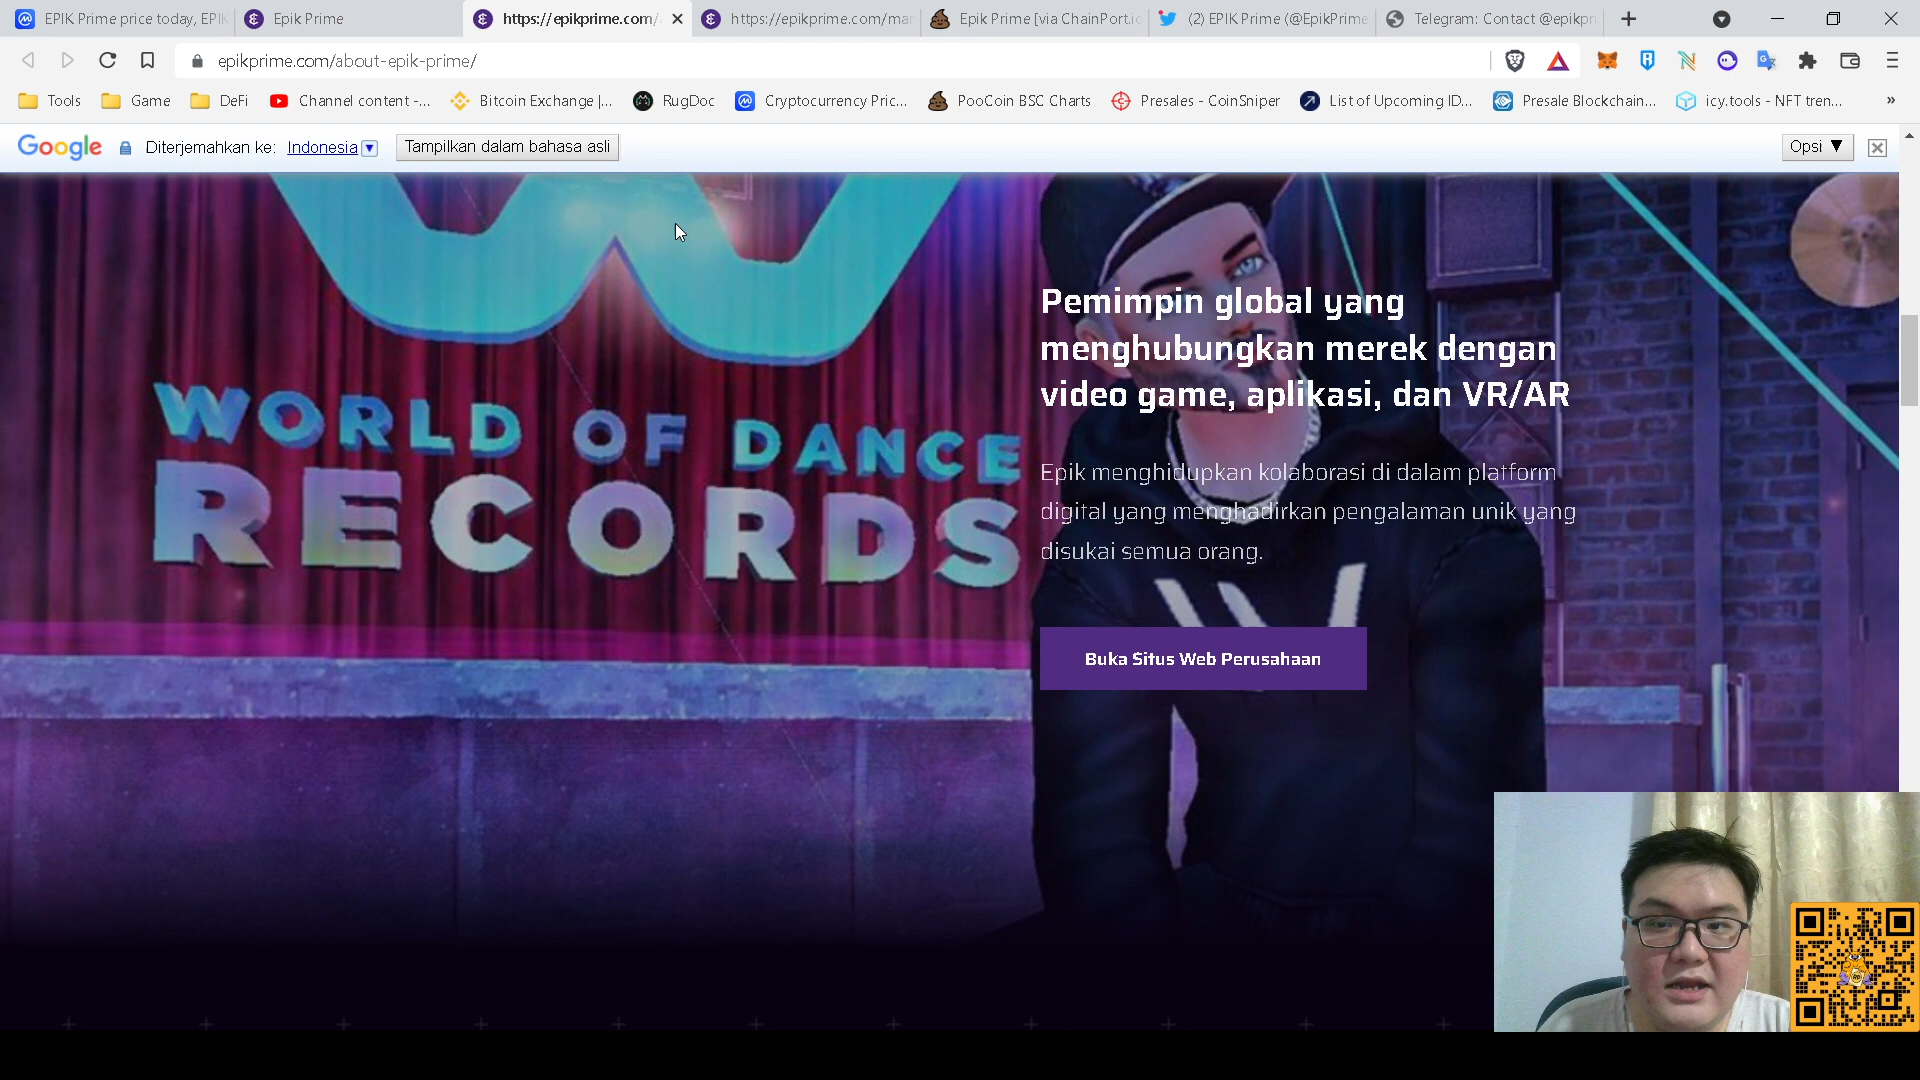 EPIK Prime price today, EPIK
Epik Prime
https://epikprime.com/
https://epikprime.com/mar
Epik Prime [via ChainPort.io
(2) EPIK Prime (@EpikPrime
Telegram: Contact @epikpri
epikprime.com/about-epik-prime/
Tools
Game
DeFi
Channel content -...
Bitcoin Exchange |...
RugDoc
Cryptocurrency Pric...
PooCoin BSC Charts
Presales - CoinSniper
List of Upcoming ID...
Presale Blockchain...
icy.tools - NFT tren...
»
Google Diterjemahkan ke: Indonesia Tampilkan dalam bahasa asli Opsi ▼
Pemimpin global yang
menghubungkan merek dengan
video game, aplikasi, dan VR/AR
WORLD OF DANCE
RECORDS
Epik menghidupkan kolaborasi di dalam platform
digital yang menghadirkan pengalaman unik yang
disukai semua orang.
Buka Situs Web Perusahaan